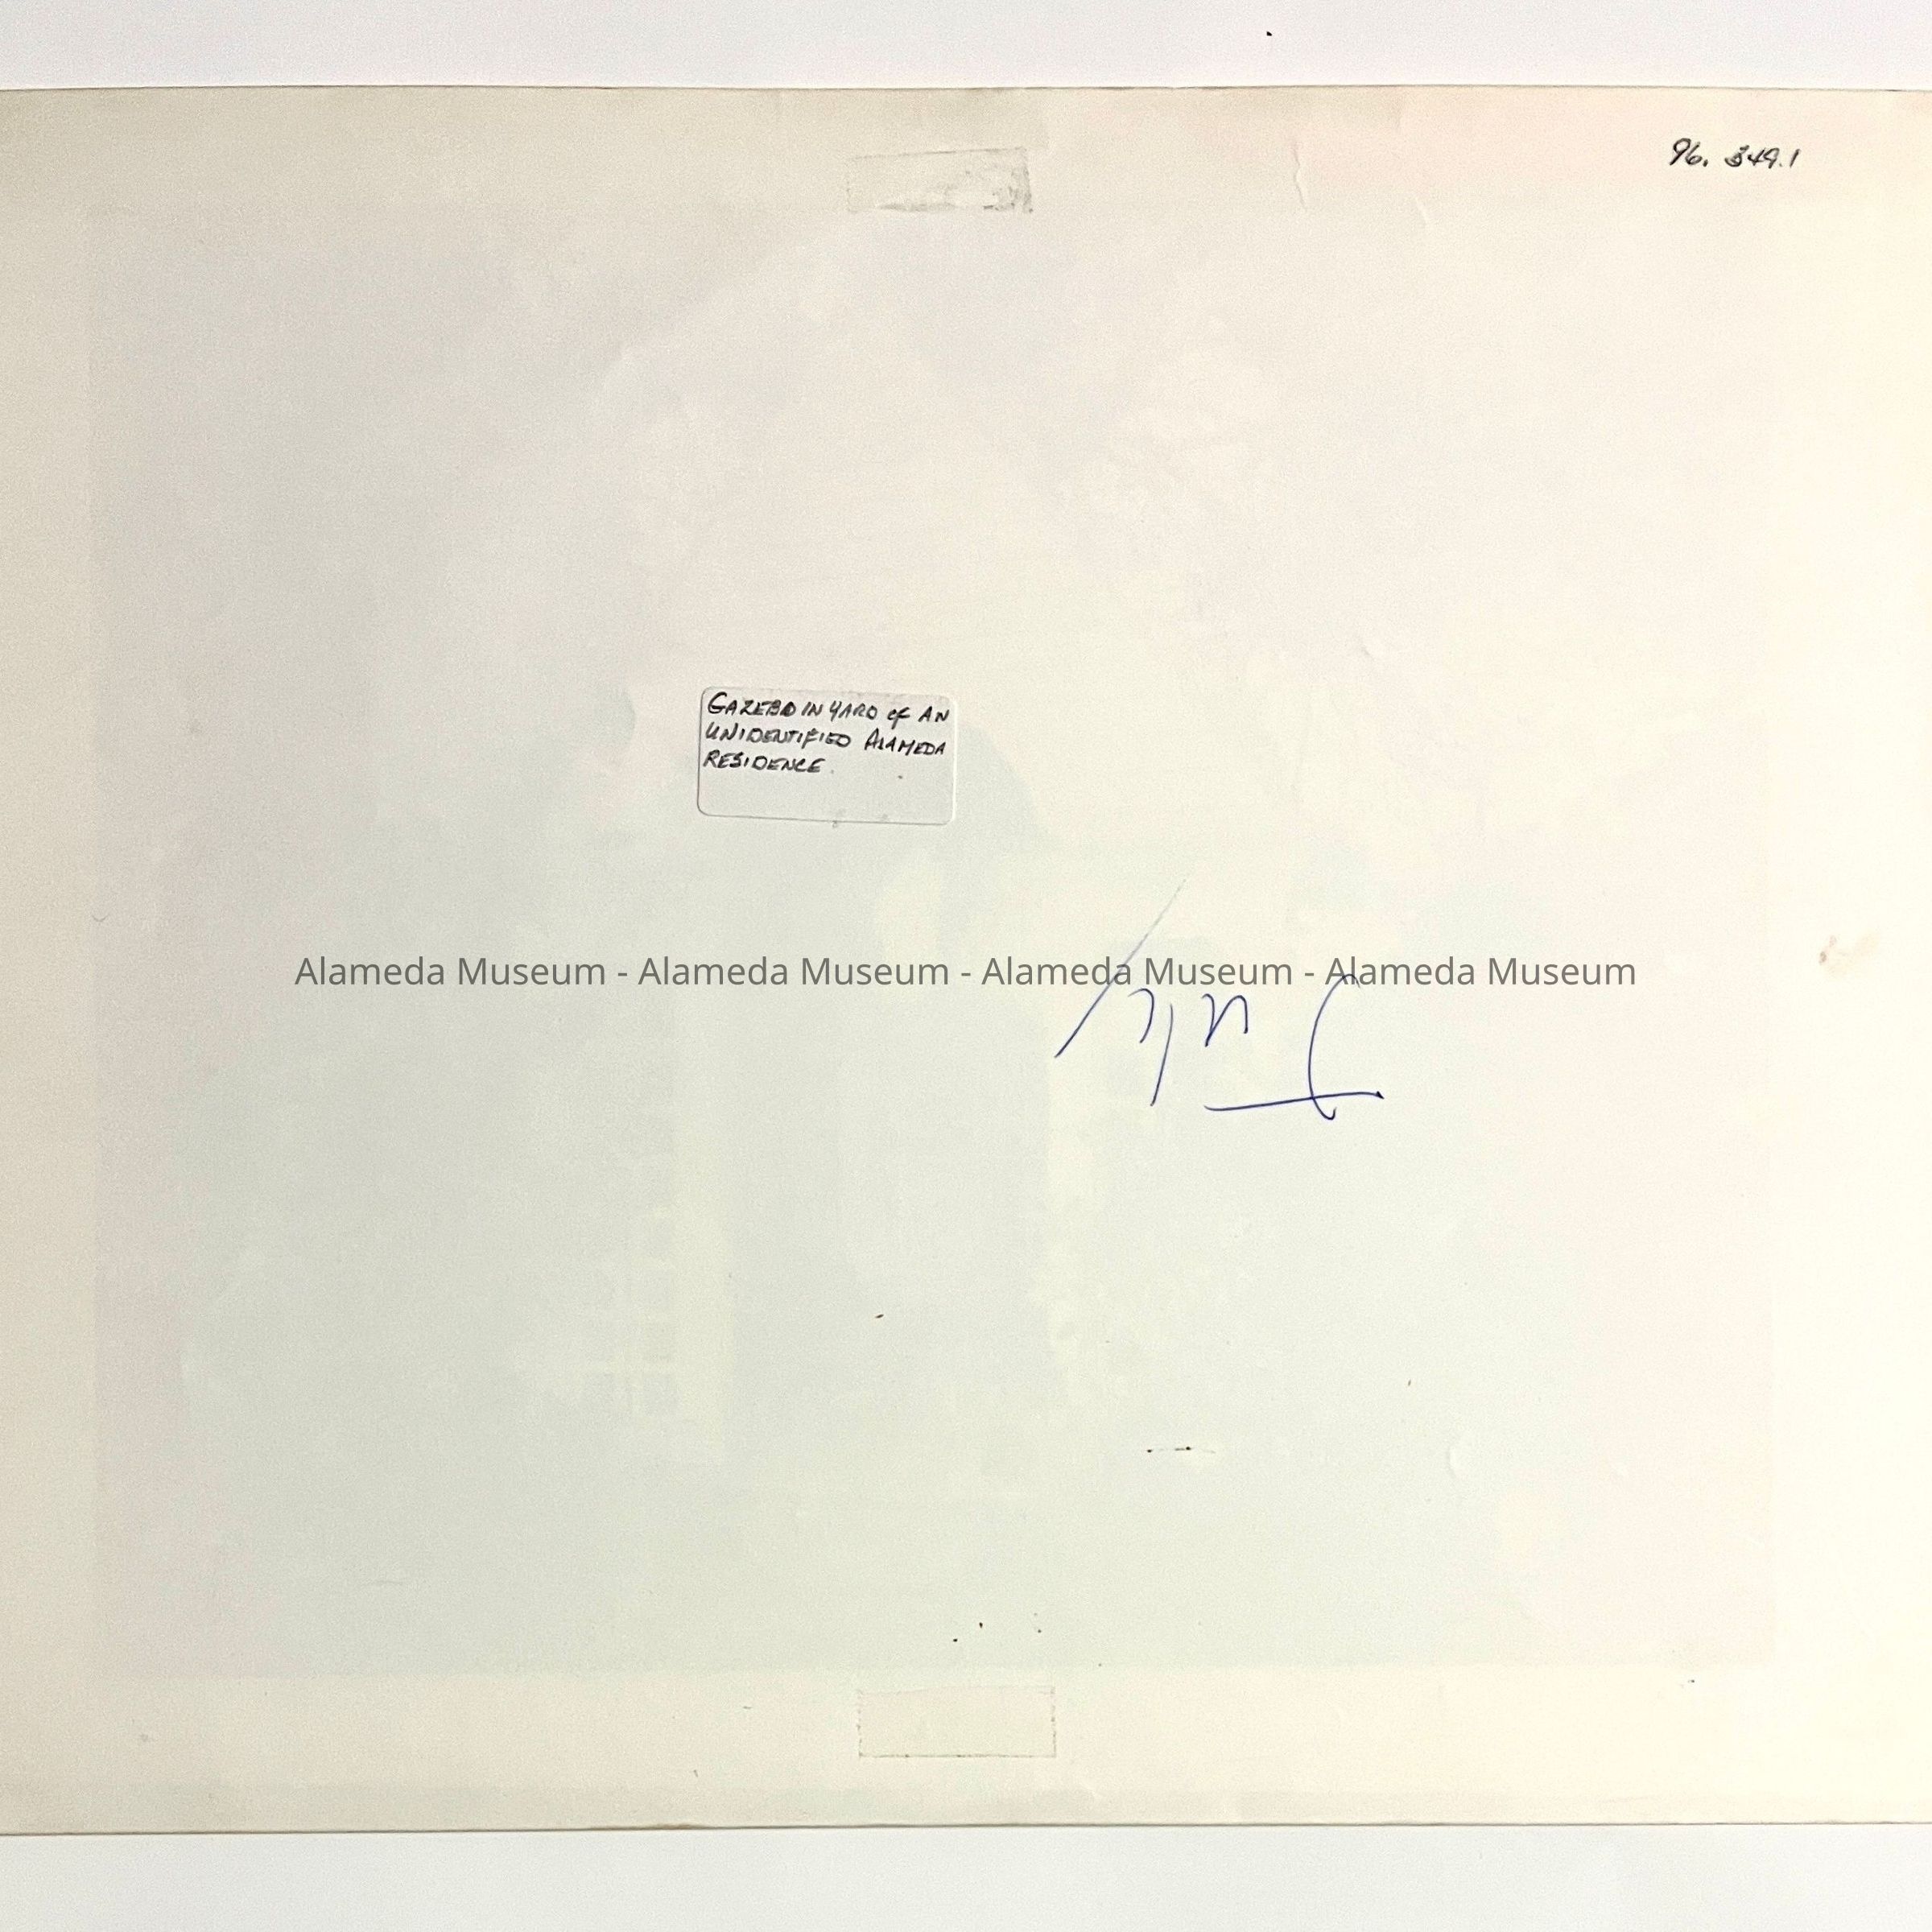 96. 349.1
GAZEBO IN YARD of AN
UNIDENTIFIED ALAMEDA
RESIDENCE.
Alameda Museum - Alameda Museum - Alameda Museum - Alameda Museum